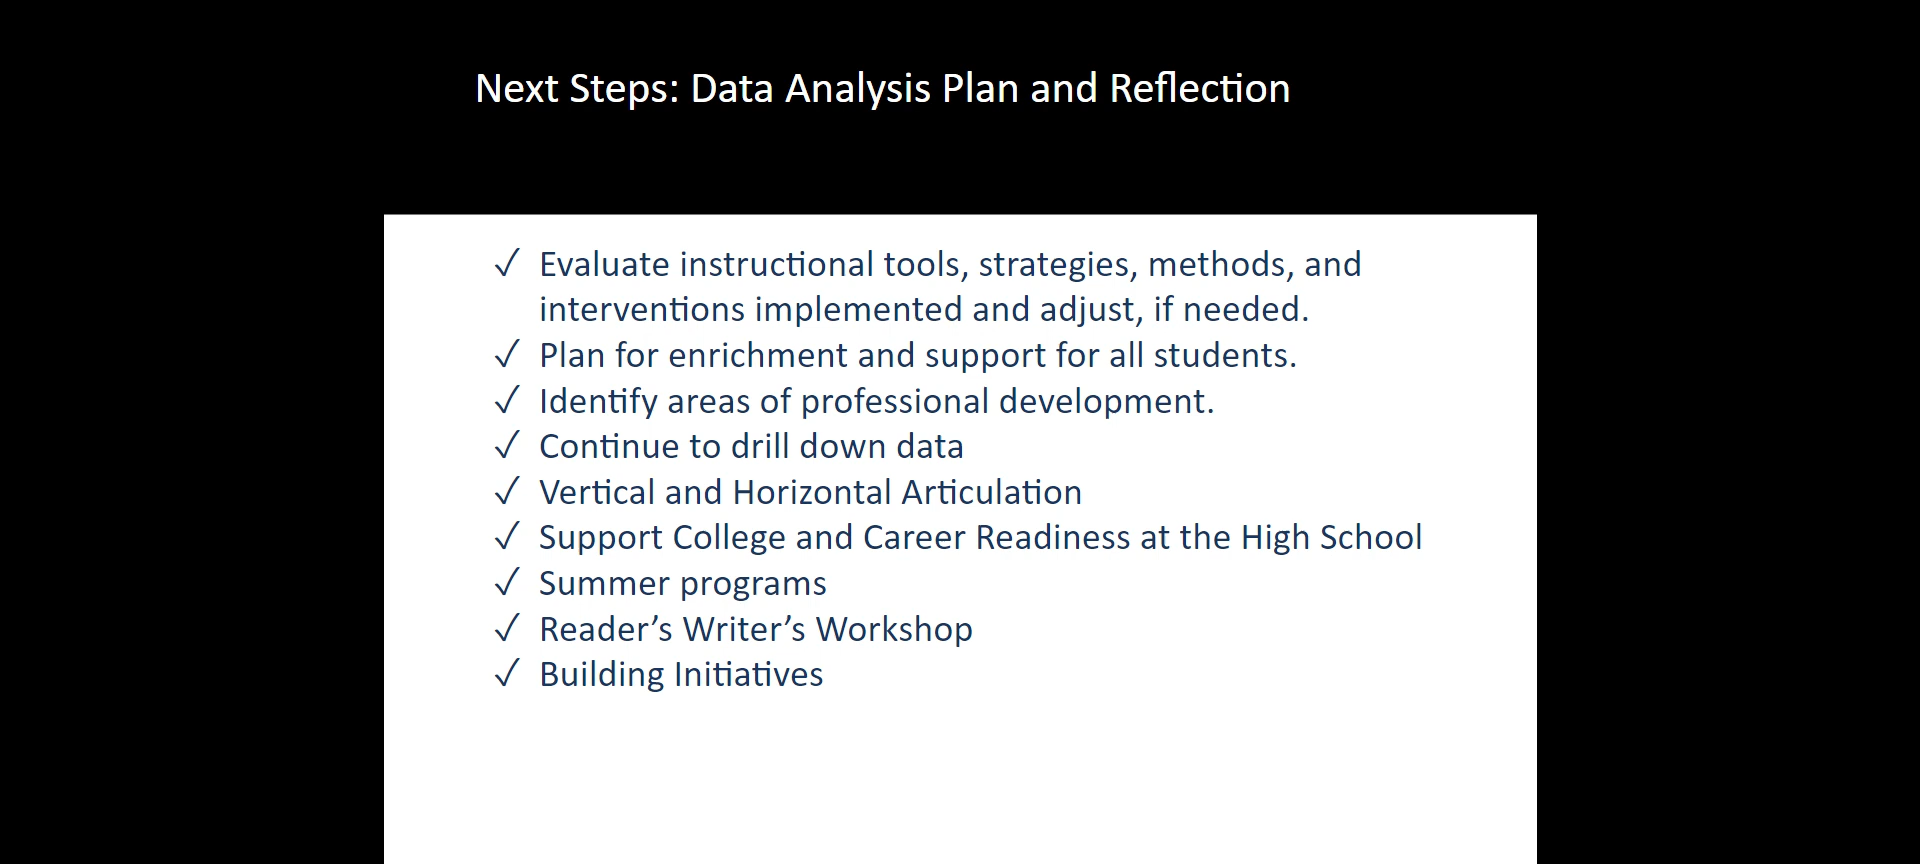 Next Steps: Data Analysis Plan and Reflection
✓ Evaluate instructional tools, strategies, methods, and
interventions implemented and adjust, if needed.
✓ Plan for enrichment and support for all students.
✓ Identify areas of professional development.
✓ Continue to drill down data
✓ Vertical and Horizontal Articulation
✓ Support College and Career Readiness at the High School
✓ Summer programs
✓ Reader’s Writer’s Workshop
✓ Building Initiatives